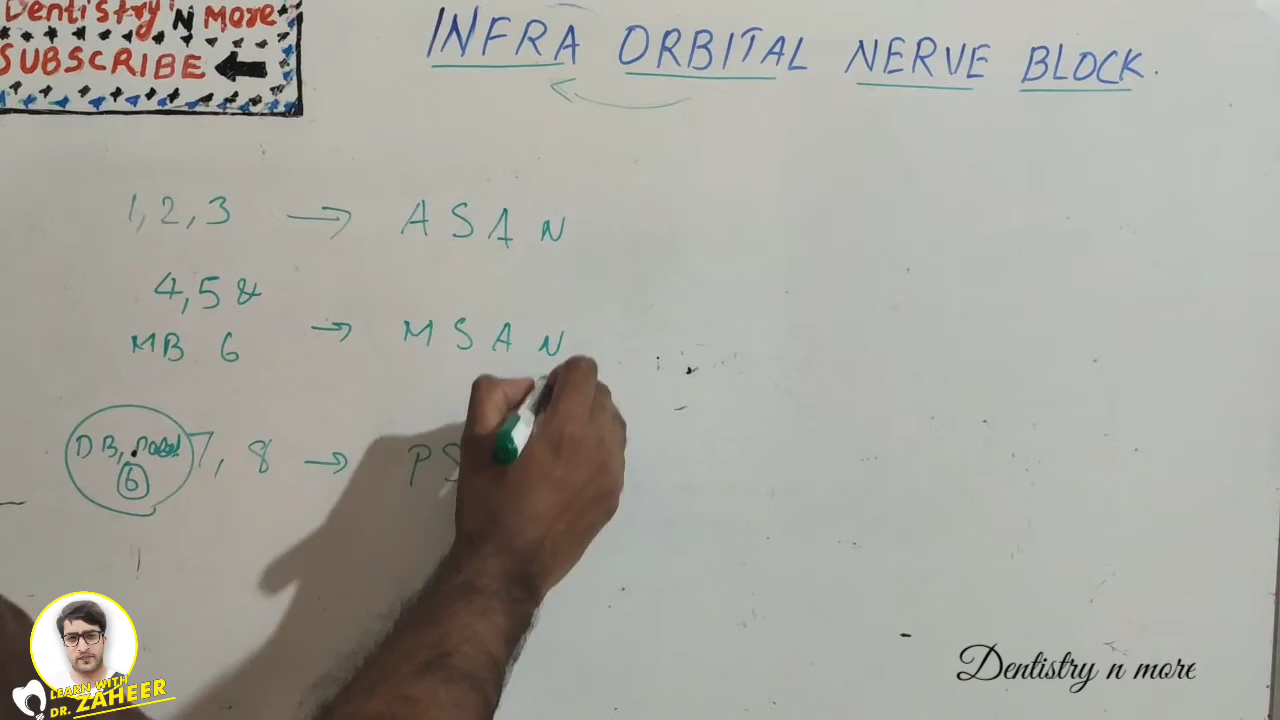 Dentistry 'N More
SUBSCRIBE
INFRA ORBITAL NERVE BLOCK.
1, 2, 3 → A S A N
4, 5 &
MB 6 → M S A N
DB, 7, 8 → P S
6
Dentistry n more
LEARN WITH
DR. ZAHEER